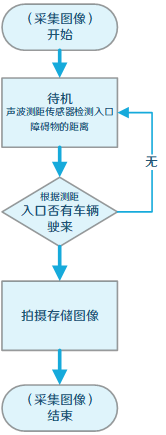 （采集图像）
开始
待机
声波测距传感器检测入口
障碍物的距离
无
根据测距
入口否有车辆
驶来
拍摄存储图像
（采集图像）
结束